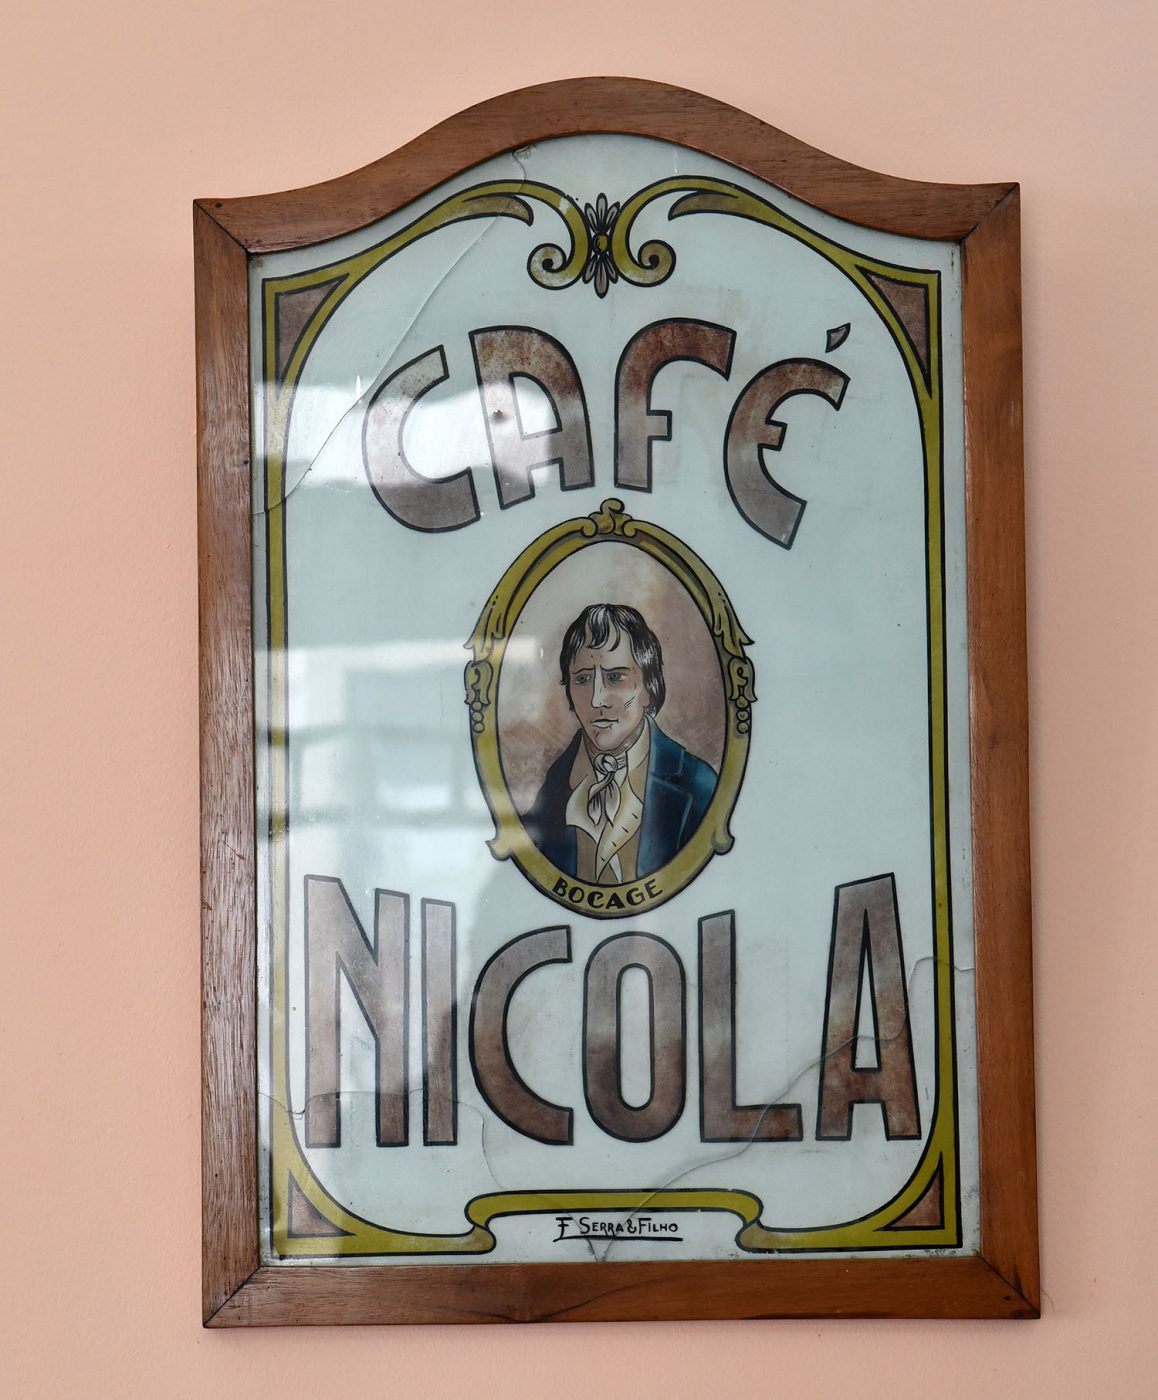 CAFÉ
BOCAGE
NICOLA
F SERRA & FILHO